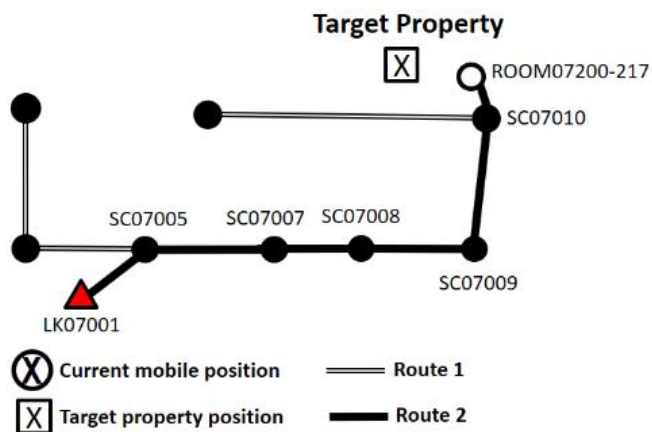 Target Property
X
ROOM07200-217
SC07010
SC07005
SC07007
SC07008
SC07009
LK07001
X Current mobile position
Route 1
X Target property position
Route 2